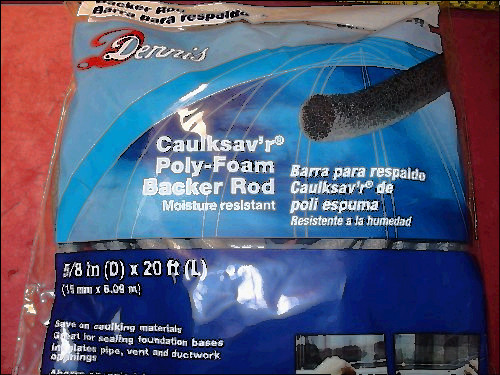 Backer Rod
Barra para respaldo
Dennis
Caulksav'r®
Poly-Foam
Backer Rod
Moisture resistant
Barra para respaldo
Caulksav'r® de
poli espuma
Resistente a la humedad
5/8 in (D) x 20 ft (L)
(15 mm x 6.09 m)
Save on caulking materials
Great for sealing foundation bases
Insulates pipe, vent and ductwork
openings